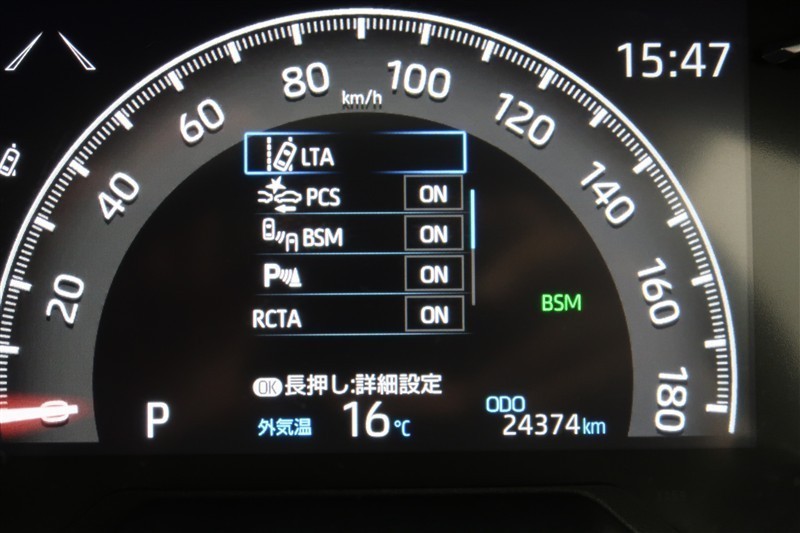 15:47
0 20 40 60 80 100 120 140 160 180
km/h
LTA
PCS ON
BSM ON
P ON
RCTA ON
BSM
OK 長押し:詳細設定
P
外気温 16℃
ODO
24374km